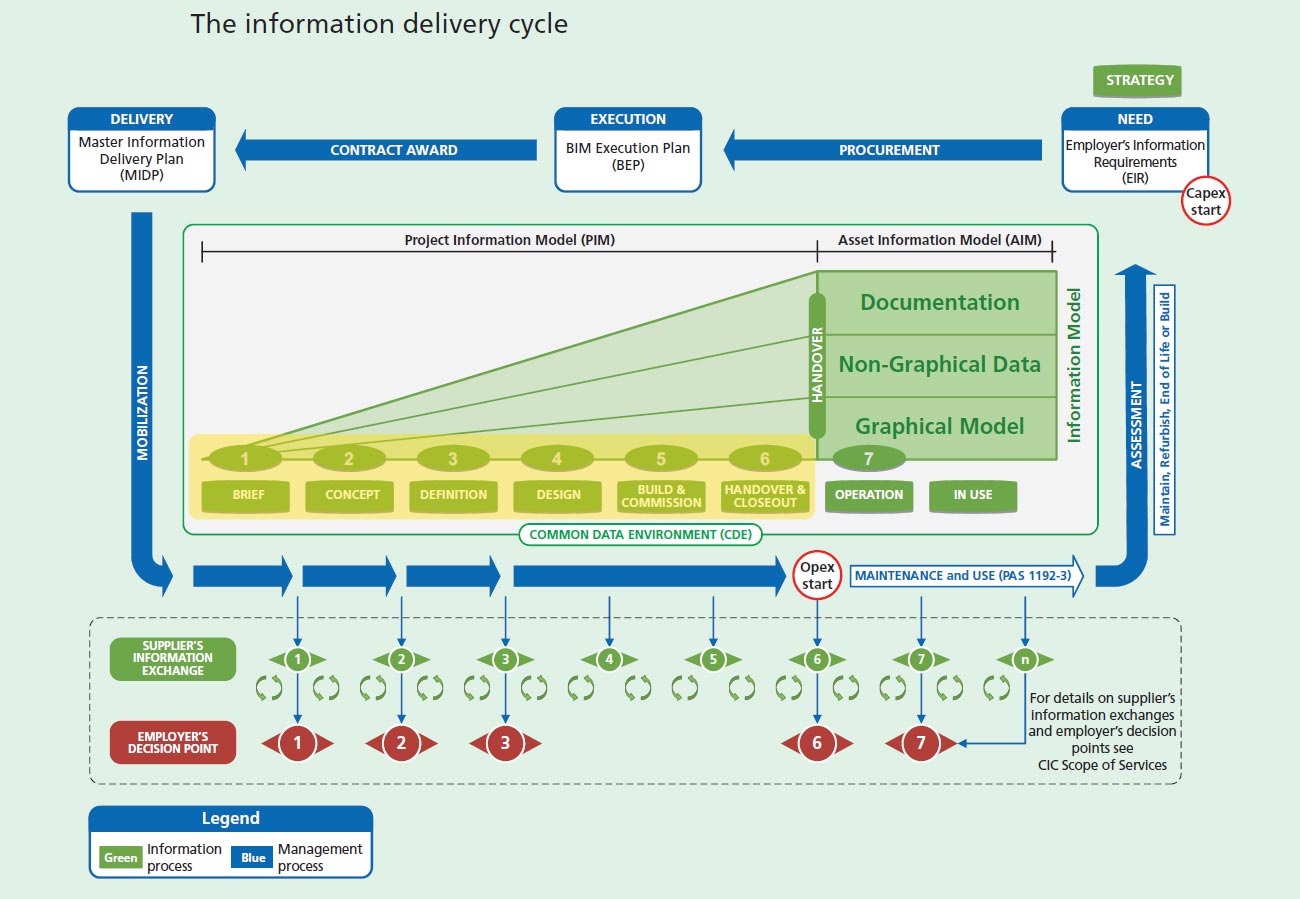 The information delivery cycle
STRATEGY
DELIVERY
Master Information
Delivery Plan
(MIDP)
CONTRACT AWARD
EXECUTION
BIM Execution Plan
(BEP)
PROCUREMENT
NEED
Employer's Information
Requirements
(EIR)
Capex
start
Project Information Model (PIM)
Asset Information Model (AIM)
MOBILIZATION
HANDOVER
Documentation
Non-Graphical Data
Graphical Model
Information Model
ASSESSMENT
Maintain, Refurbish, End of Life or Build
1
2
3
4
5
6
7
BRIEF
CONCEPT
DEFINITION
DESIGN
BUILD &
COMMISSION
HANDOVER &
CLOSEOUT
OPERATION
IN USE
COMMON DATA ENVIRONMENT (CDE)
Opex
start
MAINTENANCE and USE (PAS 1192-3)
SUPPLIER'S
INFORMATION
EXCHANGE
1
2
3
4
5
6
7
n
EMPLOYER'S
DECISION POINT
1
2
3
6
7
For details on supplier's
information exchanges
and employer's decision
points see
CIC Scope of Services
Legend
Green
Information
process
Blue
Management
process